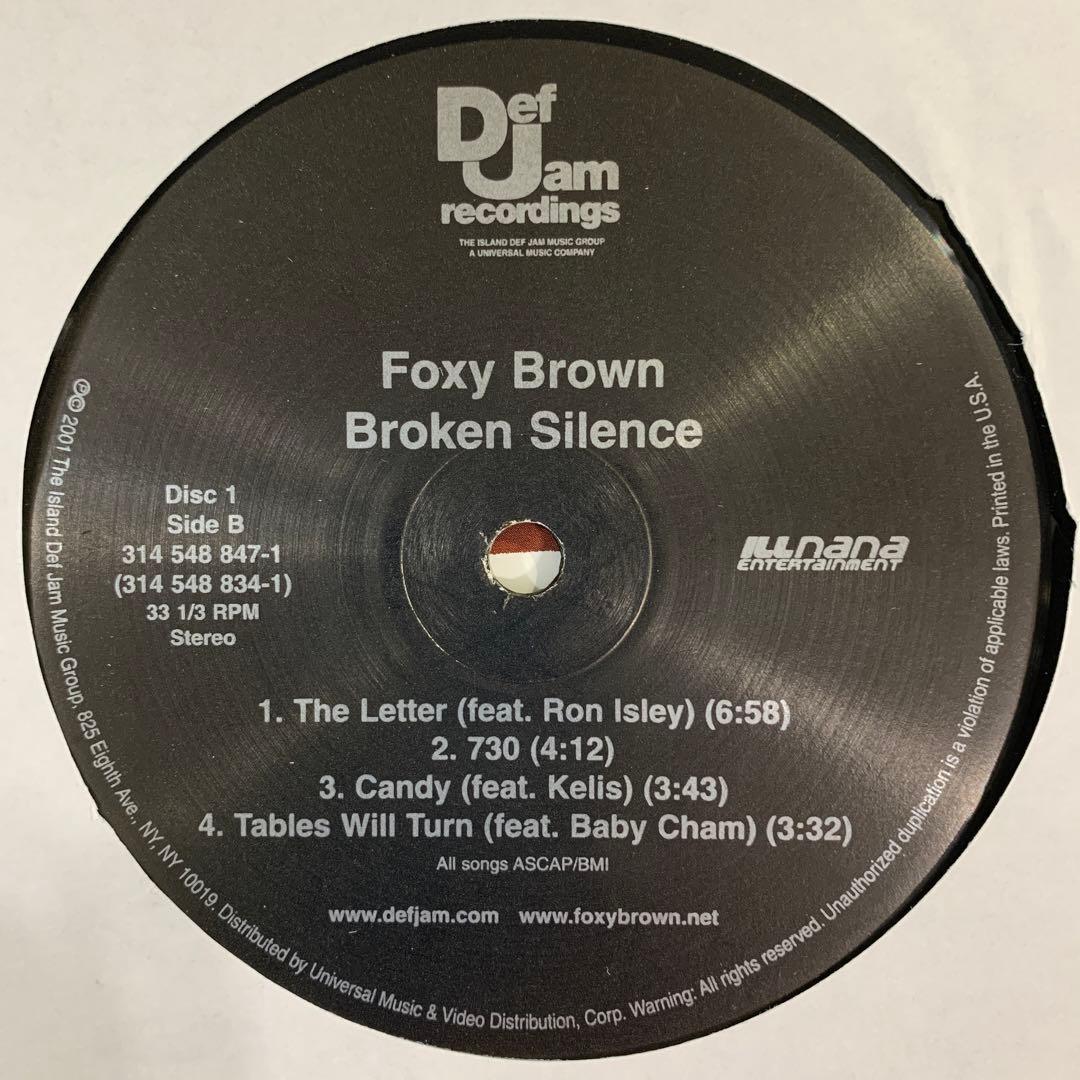 Def
Jam
recordings
THE ISLAND DEF JAM MUSIC GROUP
A UNIVERSAL MUSIC COMPANY
Foxy Brown
Broken Silence
Disc 1
Side B
314 548 847-1
(314 548 834-1)
33 1/3 RPM
Stereo
ILLnana
ENTERTAINMENT
1. The Letter (feat. Ron Isley) (6:58)
2. 730 (4:12)
3. Candy (feat. Kelis) (3:43)
4. Tables Will Turn (feat. Baby Cham) (3:32)
All songs ASCAP/BMI
www.defjam.com www.foxybrown.net
℗© 2001 The Island Def Jam Music Group, 825 Eighth Ave., NY, NY 10019. Distributed by Universal Music & Video Distribution, Corp. Warning: All rights reserved. Unauthorized duplication is a violation of applicable laws. Printed in the U.S.A.